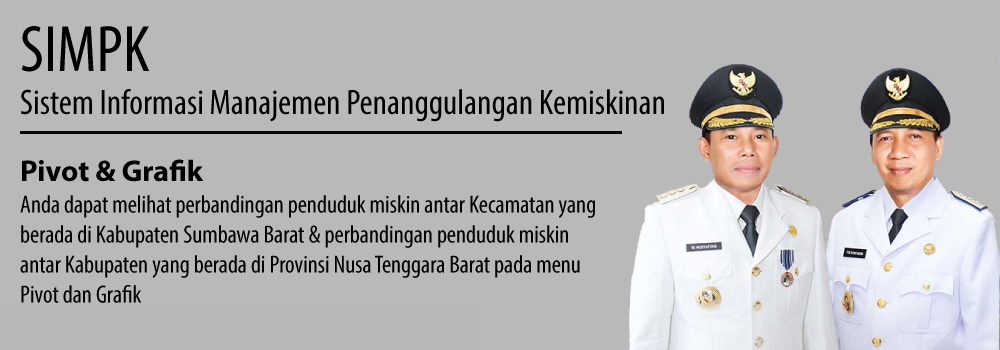 SIMPK
Sistem Informasi Manajemen Penanggulangan Kemiskinan
Pivot & Grafik
Anda dapat melihat perbandingan penduduk miskin antar Kecamatan yang
berada di Kabupaten Sumbawa Barat & perbandingan penduduk miskin
antar Kabupaten yang berada di Provinsi Nusa Tenggara Barat pada menu
Pivot dan Grafik